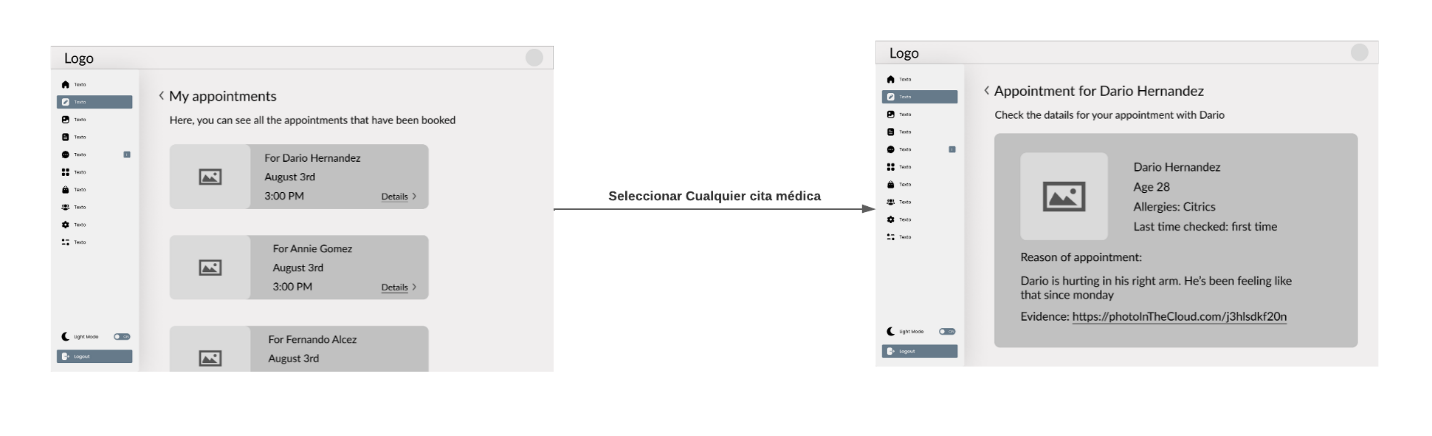 Logo
Texto
Texto
Texto
Texto
Texto
Texto
Texto
Texto
Texto
Texto
Light Mode
Logout
My appointments
Here, you can see all the appointments that have been booked
For Dario Hernandez
August 3rd
3:00 PM
Details
For Annie Gomez
August 3rd
3:00 PM
Details
For Fernando Alcez
August 3rd
Seleccionar Cualquier cita médica
Logo
Texto
Texto
Texto
Texto
Texto
Texto
Texto
Texto
Texto
Texto
Light Mode
Logout
Appointment for Dario Hernandez
Check the datails for your appointment with Dario
Dario Hernandez
Age 28
Allergies: Citrics
Last time checked: first time
Reason of appointment:
Dario is hurting in his right arm. He's been feeling like
that since monday
Evidence: https://photoInTheCloud.com/j3hlsdkf20n